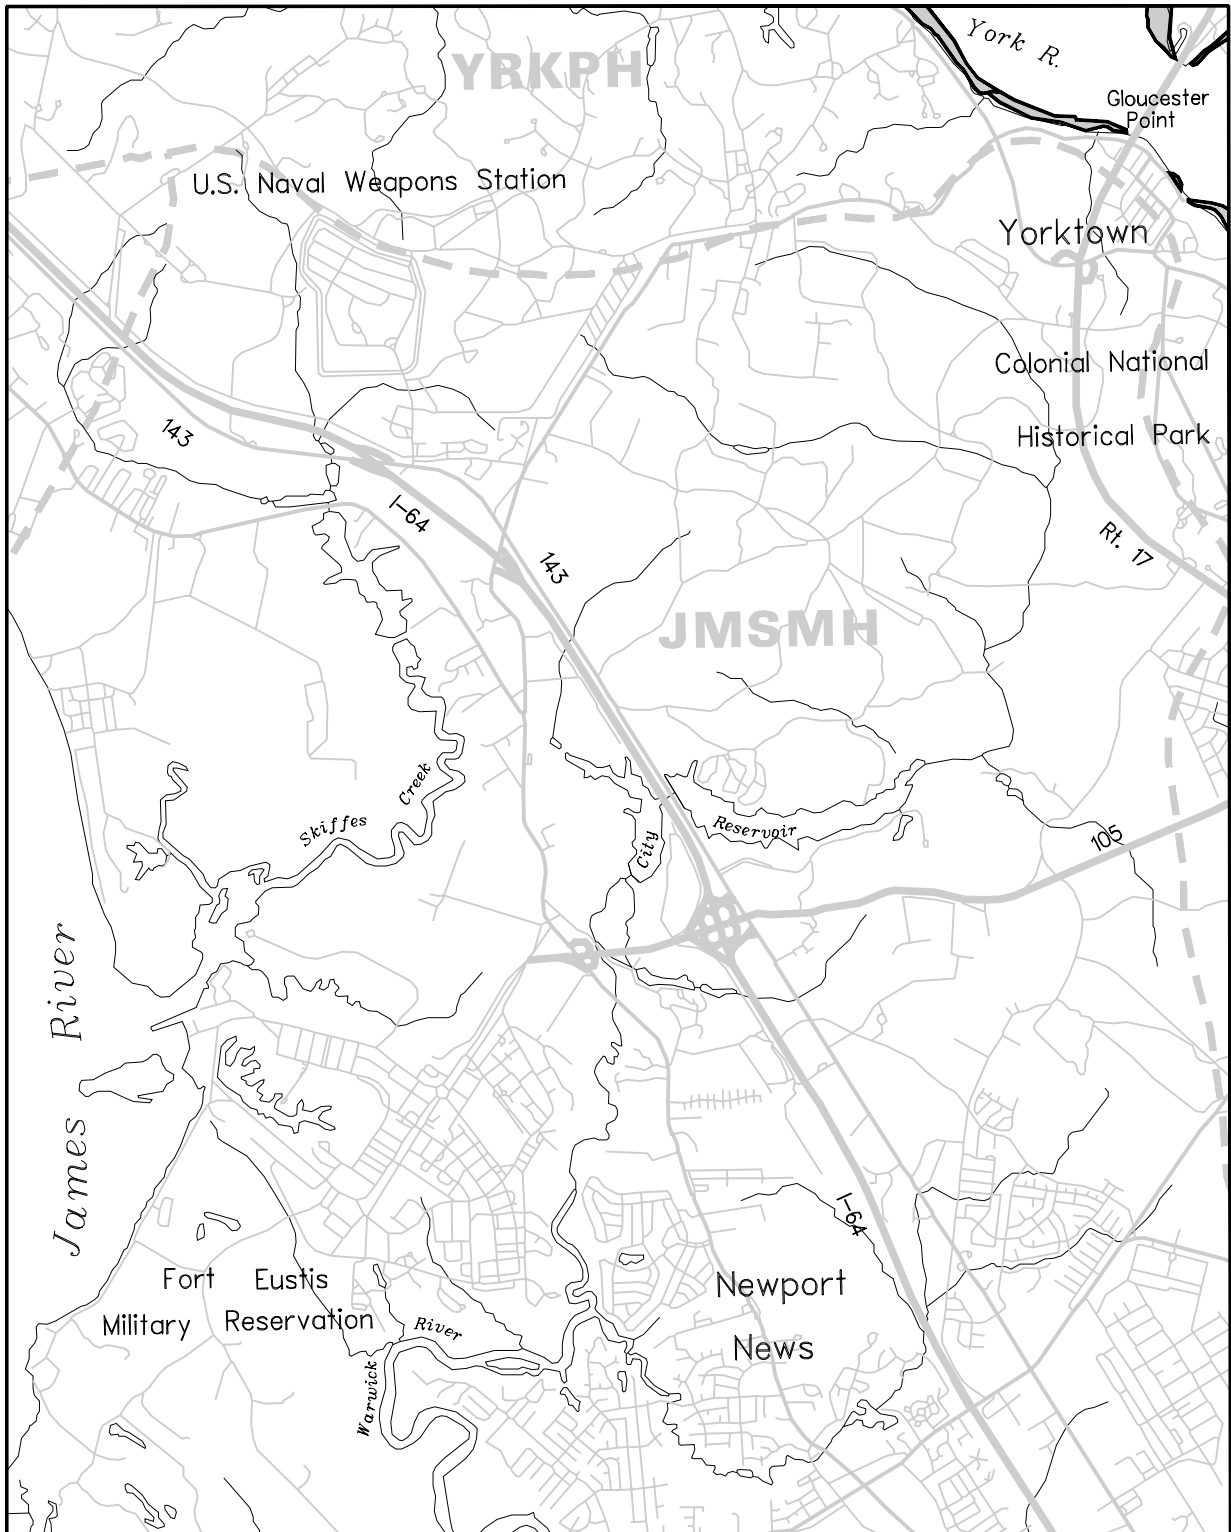 York R.
YRKPH
Gloucester
Point
U.S. Naval Weapons Station
Yorktown
Colonial National
143
Historical Park
I-64
Rt. 17
143
JMSMH
Creek
Skiffes
Reservoir
City
105
James River
I-64
Fort Eustis
Military Reservation
Newport
News
River
Warwick